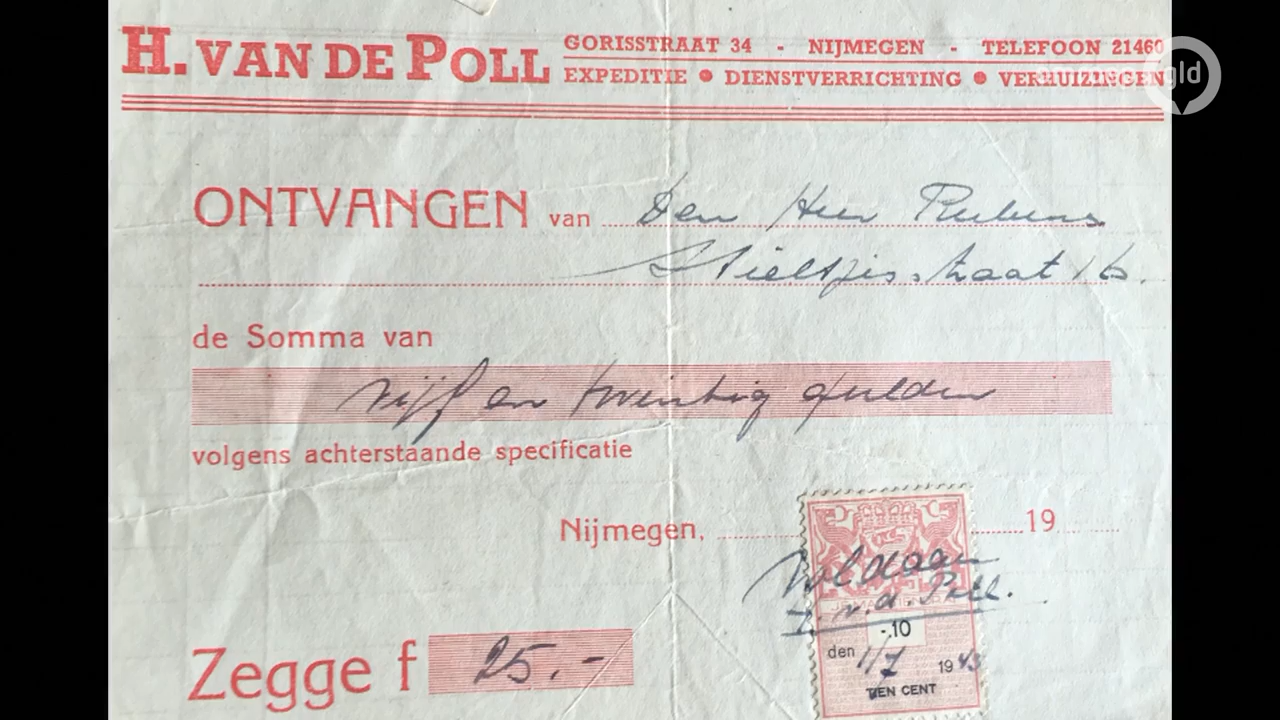 H. VAN DE POLL
GORISSTRAAT 34 - NIJMEGEN - TELEFOON 21460
EXPEDITIE • DIENSTVERRICHTING • VERHUIZINGEN
gld
ONTVANGEN van Den Heer Rubens
Stieltjisstraat 16.
de Somma van
vijf en twintig gulden
volgens achterstaande specificatie
Nijmegen, 19
Voldaan
v.d. Poll.
-.10
den 1/7 1943
TIEN CENT
Zegge f 25.-